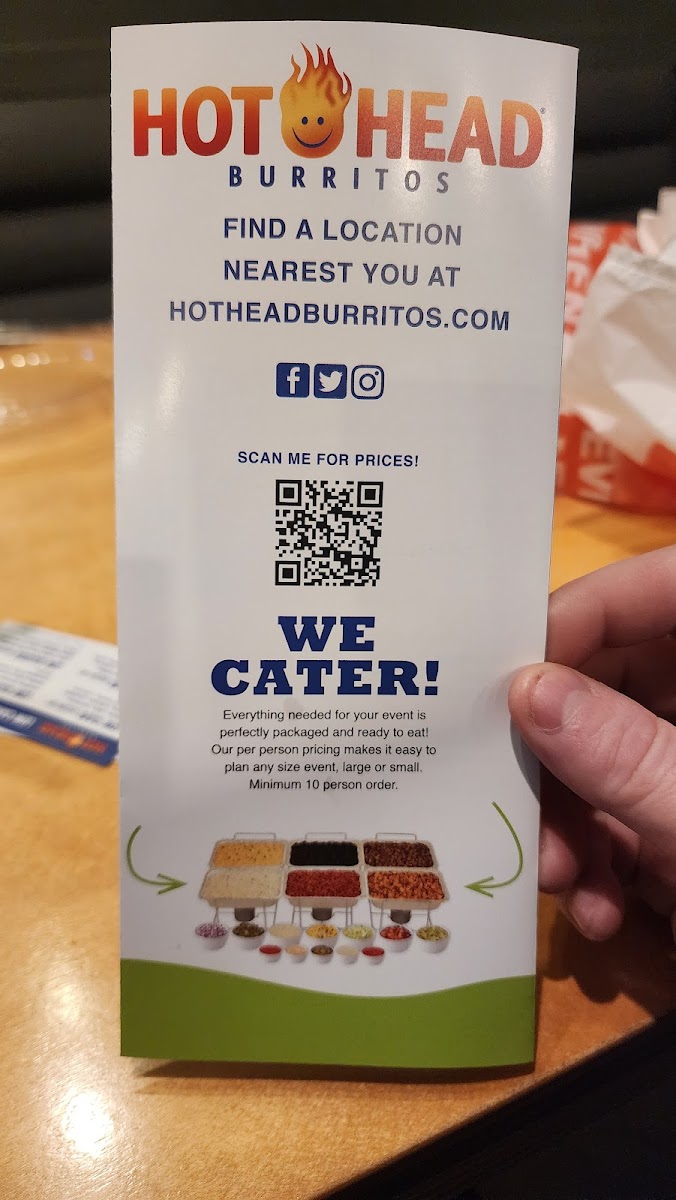 HOT HEAD
BURRITOS
FIND A LOCATION
NEAREST YOU AT
HOTHEADBURRITOS.COM
SCAN ME FOR PRICES!
WE
CATER!
Everything needed for your event is
perfectly packaged and ready to eat!
Our per person pricing makes it easy to
plan any size event, large or small.
Minimum 10 person order.